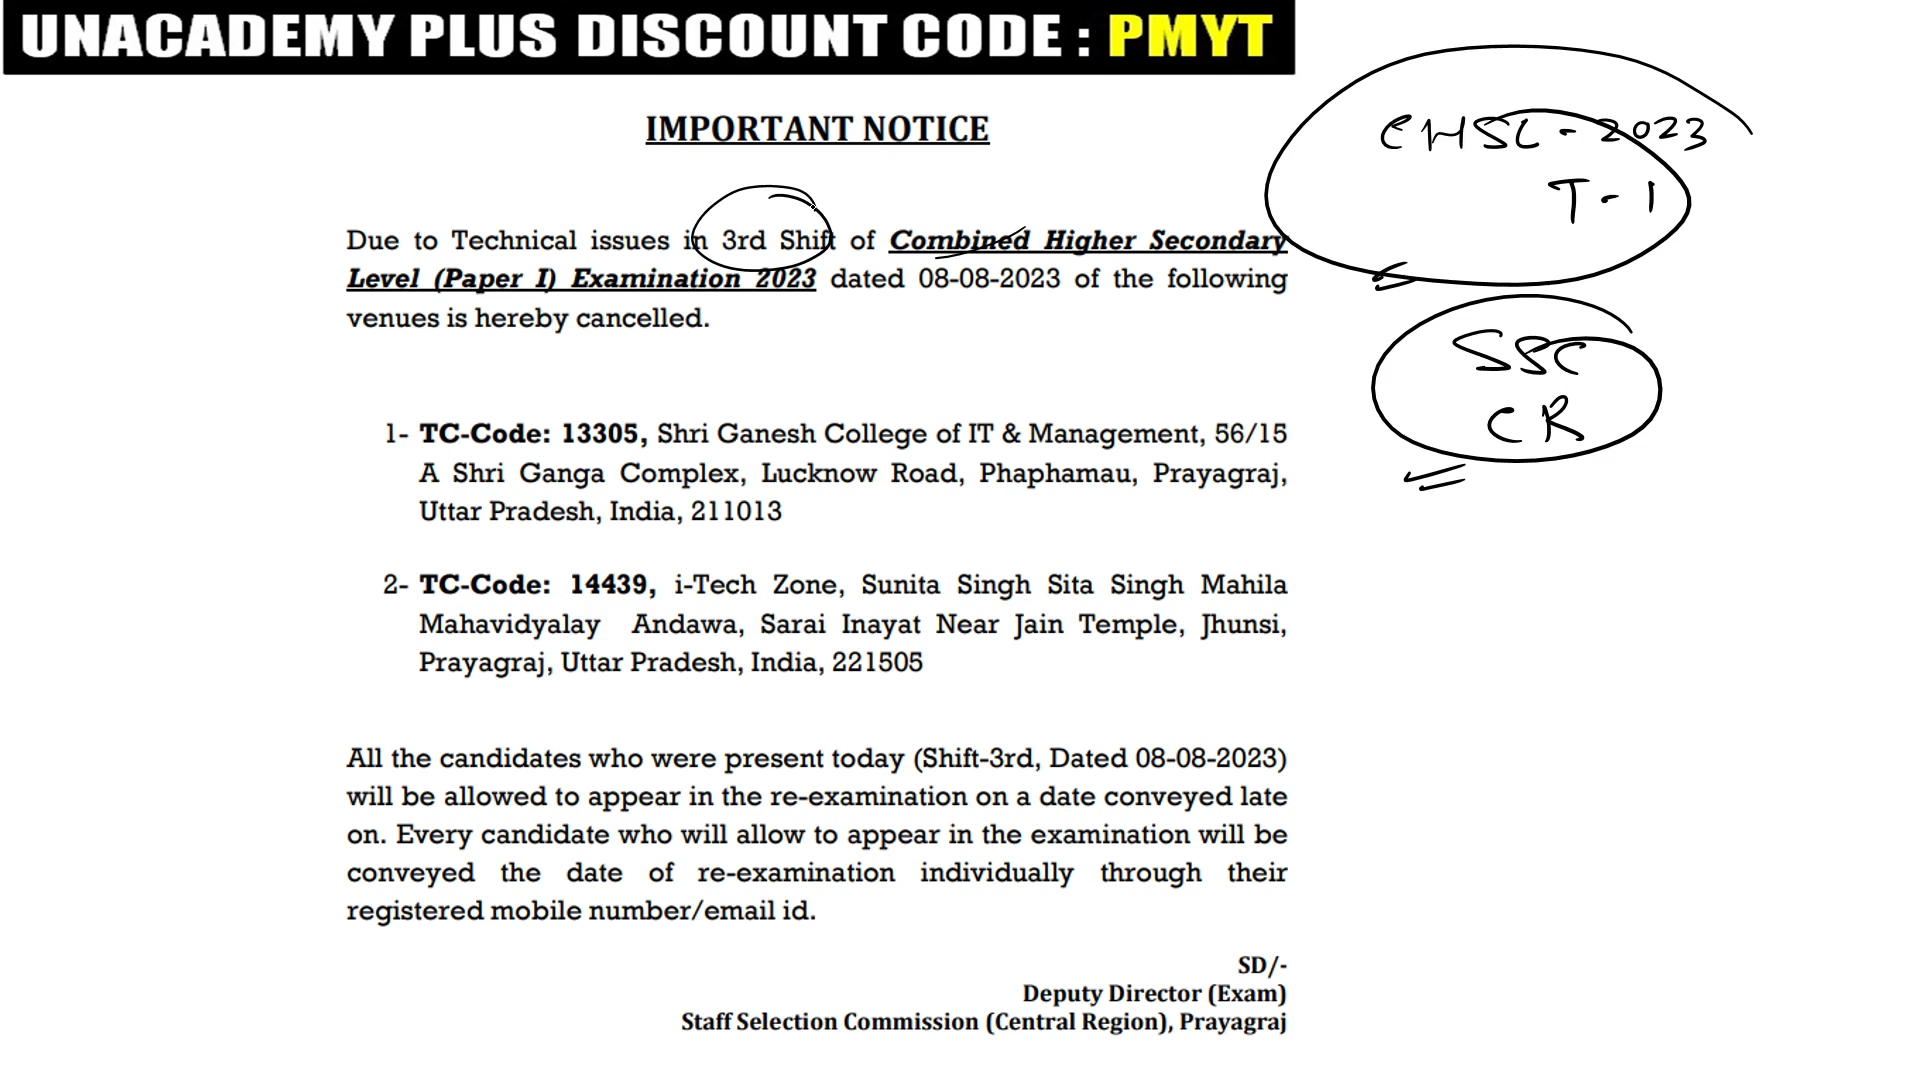 UNACADEMY PLUS DISCOUNT CODE : PMYT
IMPORTANT NOTICE
CHSL - 2023
T - 1
Due to Technical issues in 3rd Shift of Combined Higher Secondary
Level (Paper I) Examination 2023 dated 08-08-2023 of the following
venues is hereby cancelled.
SSC
CR
1- TC-Code: 13305, Shri Ganesh College of IT & Management, 56/15
A Shri Ganga Complex, Lucknow Road, Phaphamau, Prayagraj,
Uttar Pradesh, India, 211013
2- TC-Code: 14439, i-Tech Zone, Sunita Singh Sita Singh Mahila
Mahavidyalay Andawa, Sarai Inayat Near Jain Temple, Jhunsi,
Prayagraj, Uttar Pradesh, India, 221505
All the candidates who were present today (Shift-3rd, Dated 08-08-2023)
will be allowed to appear in the re-examination on a date conveyed late
on. Every candidate who will allow to appear in the examination will be
conveyed the date of re-examination individually through their
registered mobile number/email id.
SD/-
Deputy Director (Exam)
Staff Selection Commission (Central Region), Prayagraj